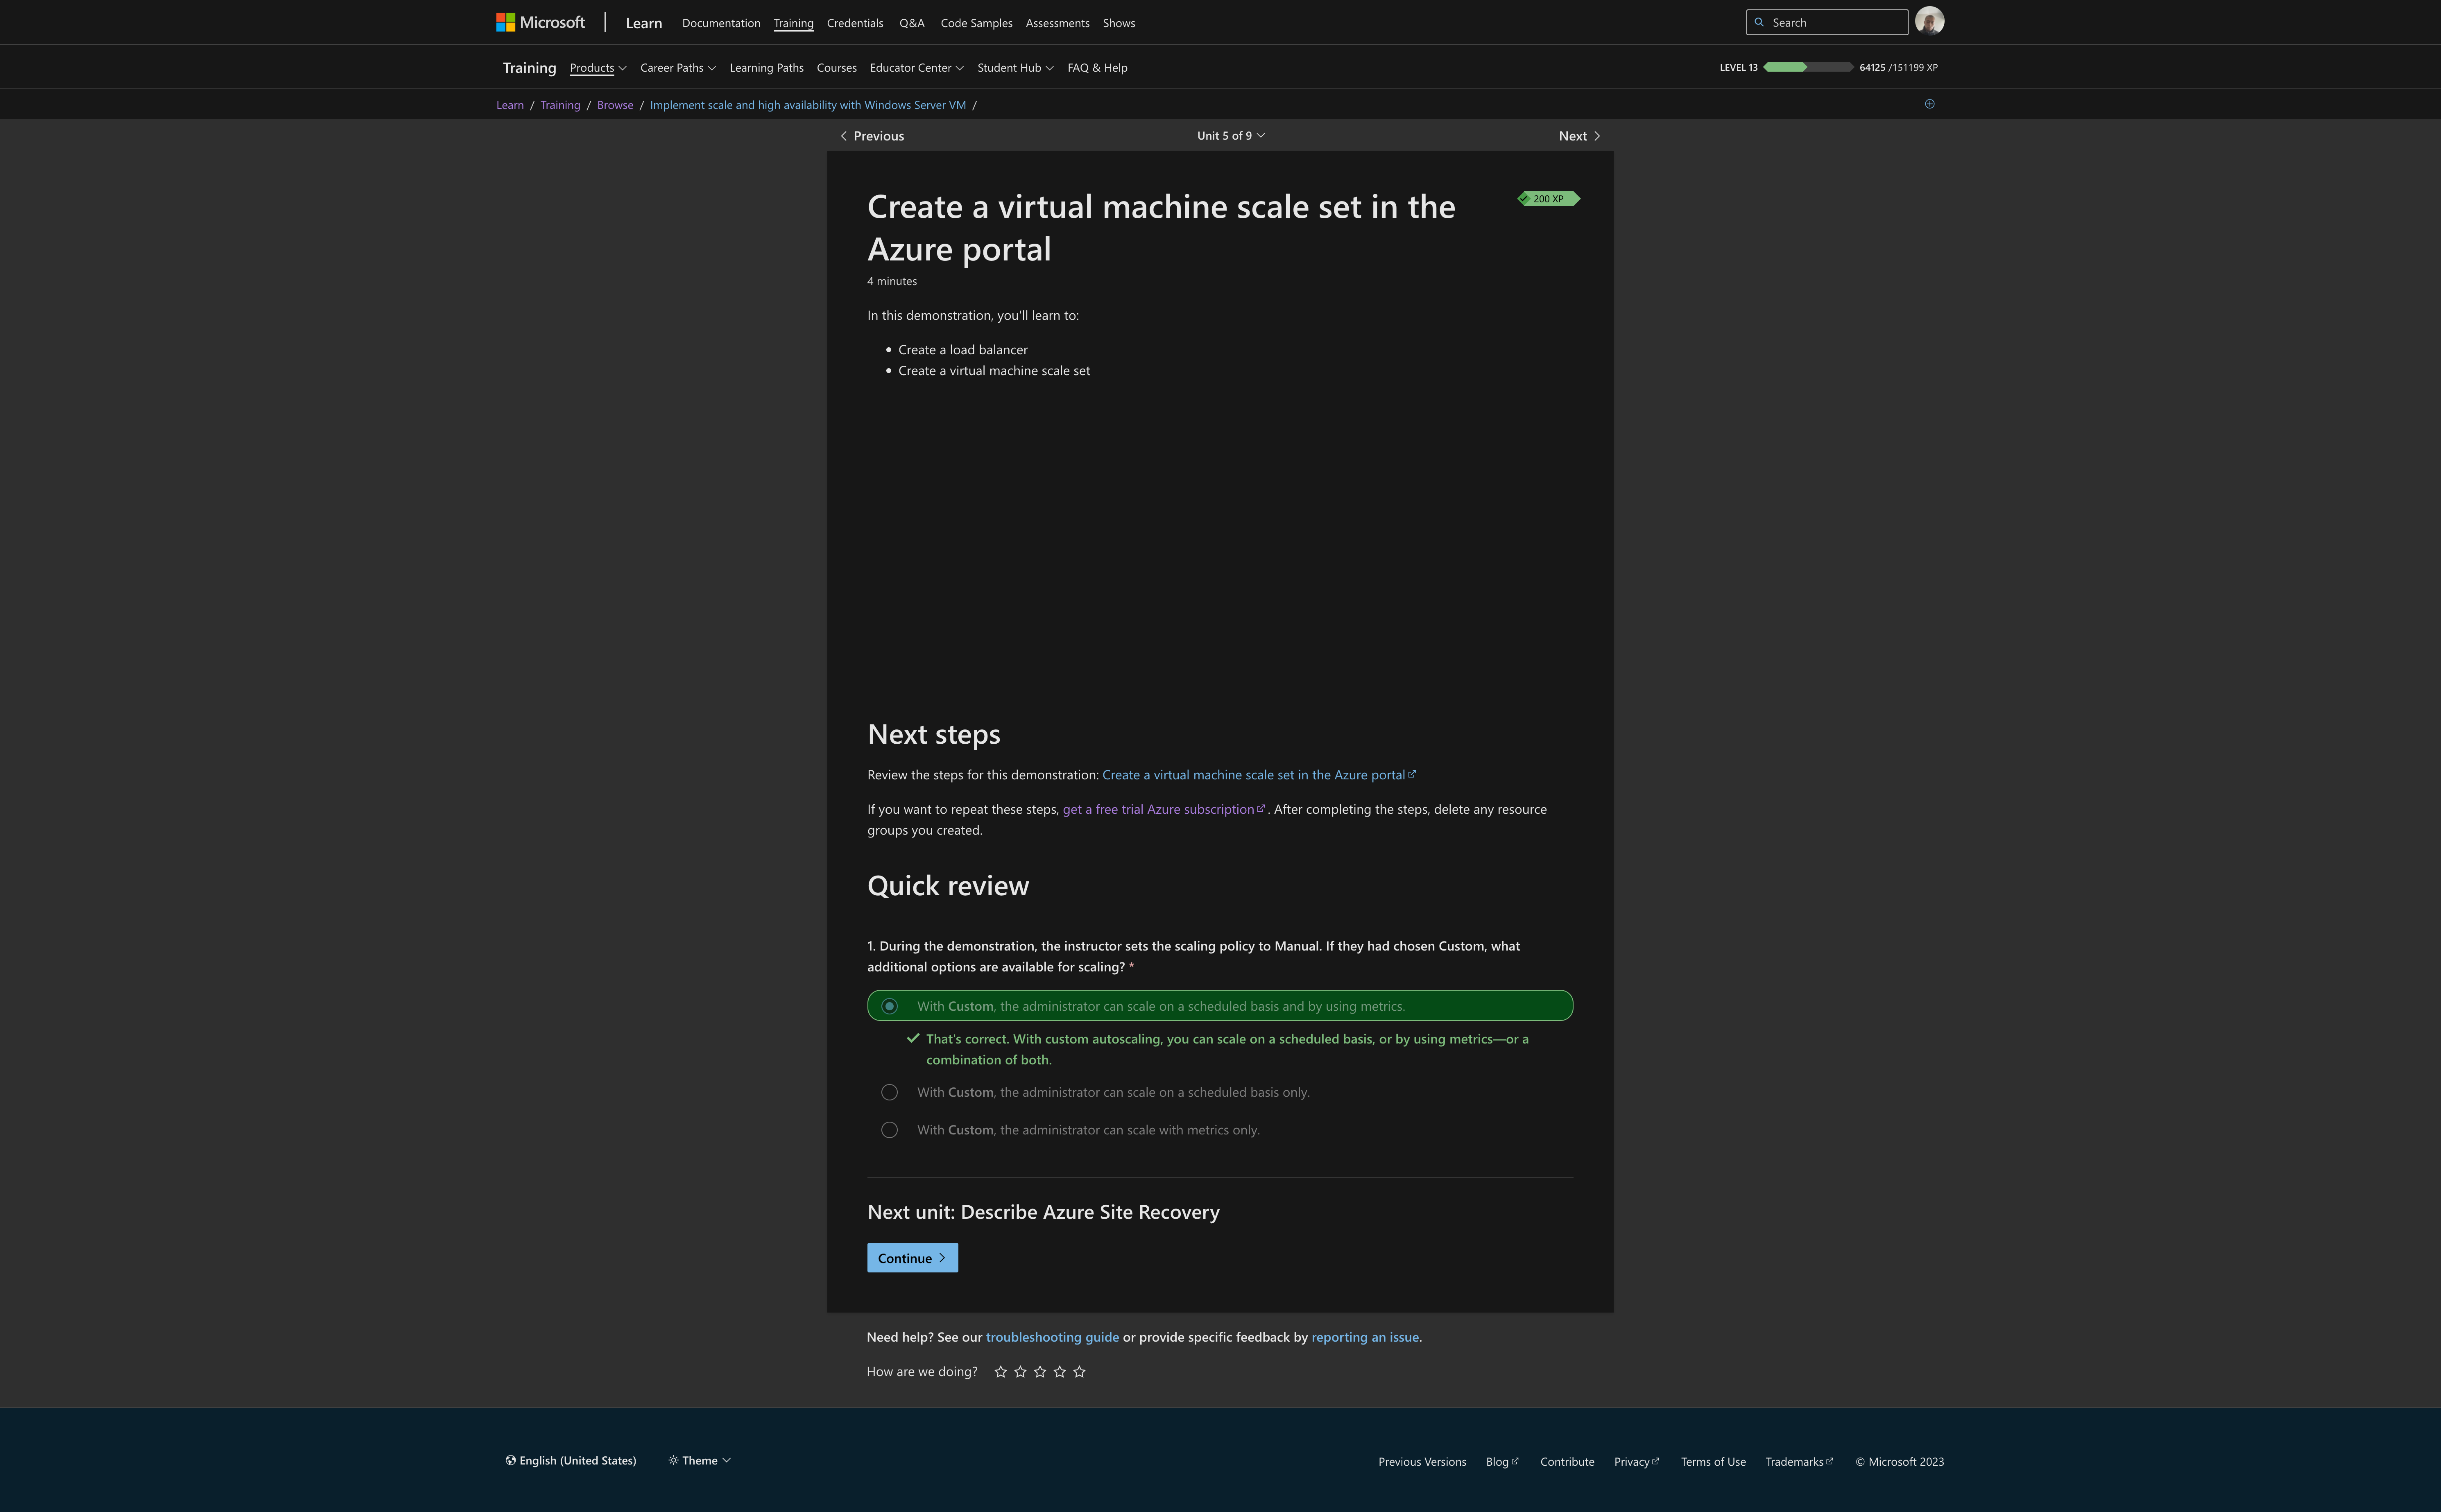 Microsoft Learn Documentation Training Credentials Q&A Code Samples Assessments Shows Search
Training Products Career Paths Learning Paths Courses Educator Center Student Hub FAQ & Help LEVEL 13 64125 /151199 XP
Learn / Training / Browse / Implement scale and high availability with Windows Server VM /
Previous Unit 5 of 9 Next
Create a virtual machine scale set in the
Azure portal
200 XP
4 minutes
In this demonstration, you'll learn to:
• Create a load balancer
• Create a virtual machine scale set
Next steps
Review the steps for this demonstration: Create a virtual machine scale set in the Azure portal
If you want to repeat these steps, get a free trial Azure subscription . After completing the steps, delete any resource
groups you created.
Quick review
1. During the demonstration, the instructor sets the scaling policy to Manual. If they had chosen Custom, what
additional options are available for scaling? *
With Custom, the administrator can scale on a scheduled basis and by using metrics.
That's correct. With custom autoscaling, you can scale on a scheduled basis, or by using metrics—or a
combination of both.
With Custom, the administrator can scale on a scheduled basis only.
With Custom, the administrator can scale with metrics only.
Next unit: Describe Azure Site Recovery
Continue
Need help? See our troubleshooting guide or provide specific feedback by reporting an issue.
How are we doing?
English (United States) Theme Previous Versions Blog Contribute Privacy Terms of Use Trademarks © Microsoft 2023